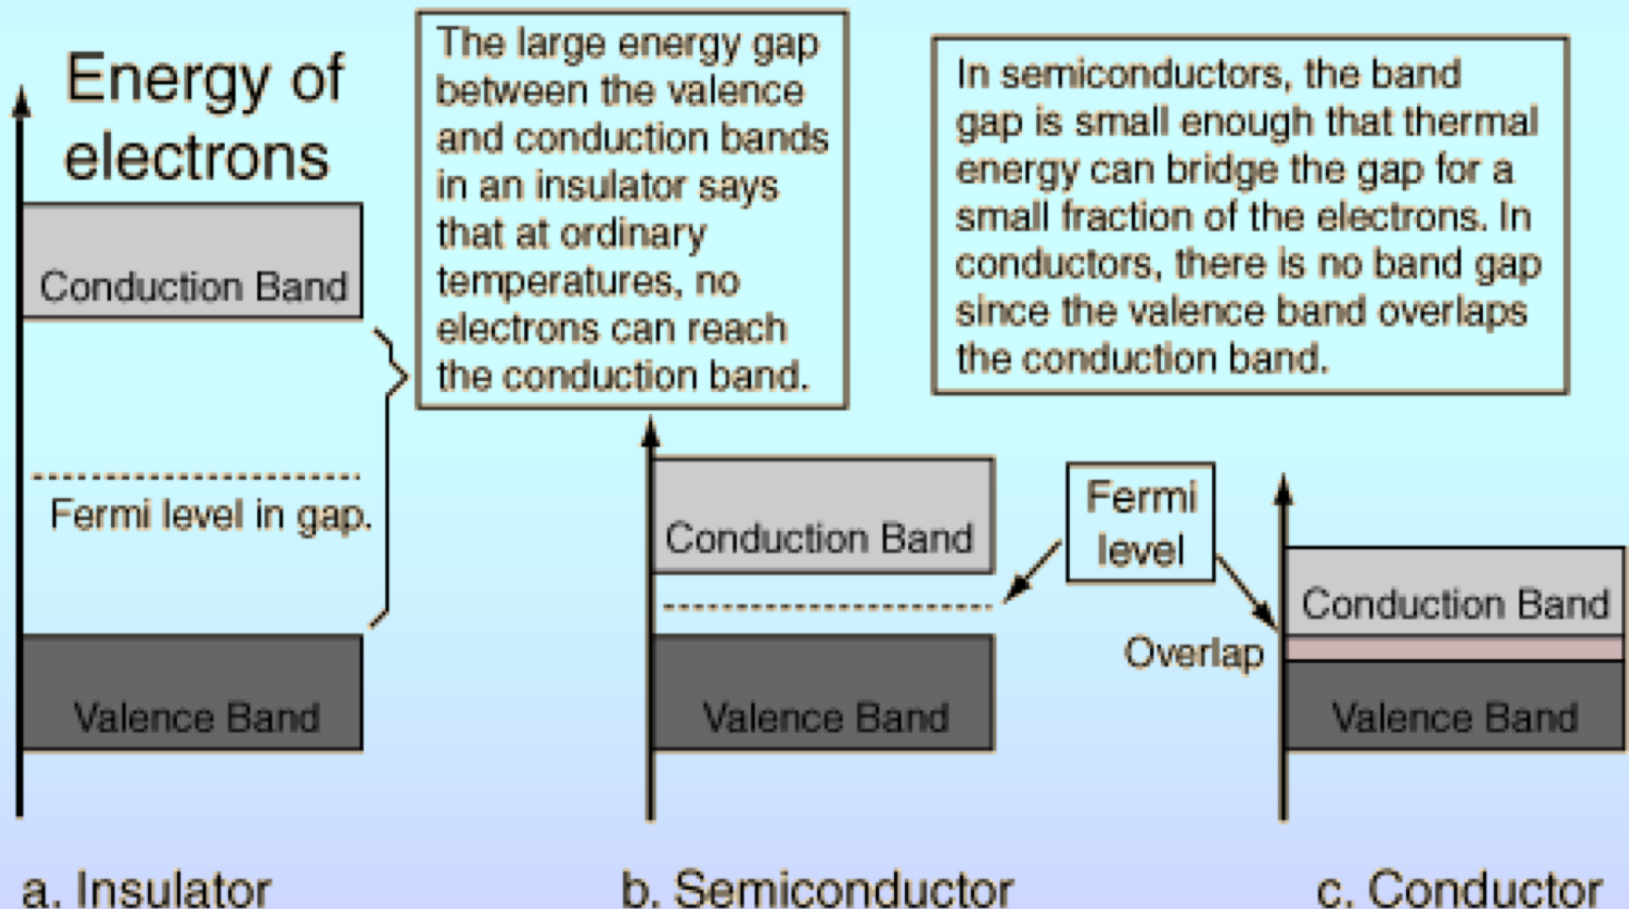 Energy of
electrons
Conduction Band
Fermi level in gap.
Valence Band
a. Insulator
The large energy gap
between the valence
and conduction bands
in an insulator says
that at ordinary
temperatures, no
electrons can reach
the conduction band.
In semiconductors, the band
gap is small enough that thermal
energy can bridge the gap for a
small fraction of the electrons. In
conductors, there is no band gap
since the valence band overlaps
the conduction band.
Conduction Band
Valence Band
b. Semiconductor
Fermi
level
Overlap
Conduction Band
Valence Band
c. Conductor